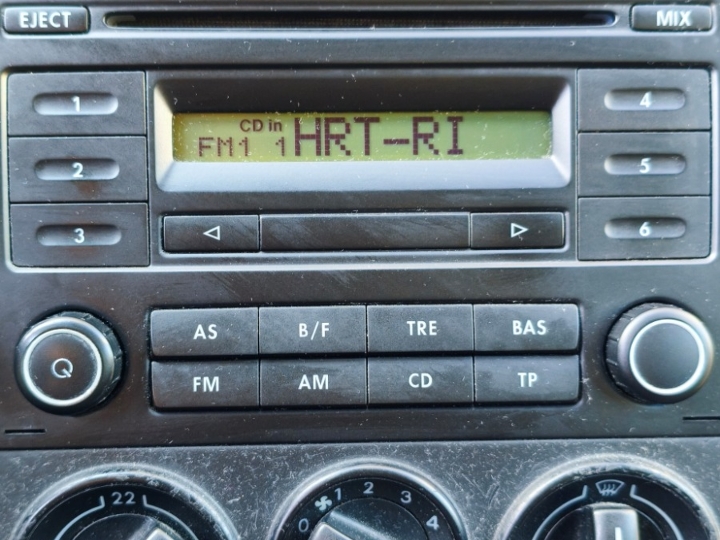 EJECT MIX
1 4
CD in
FM1 1 HRT-RI
2 5
3 6
AS B/F TRE BAS
FM AM CD TP
22
0 1 2 3 4